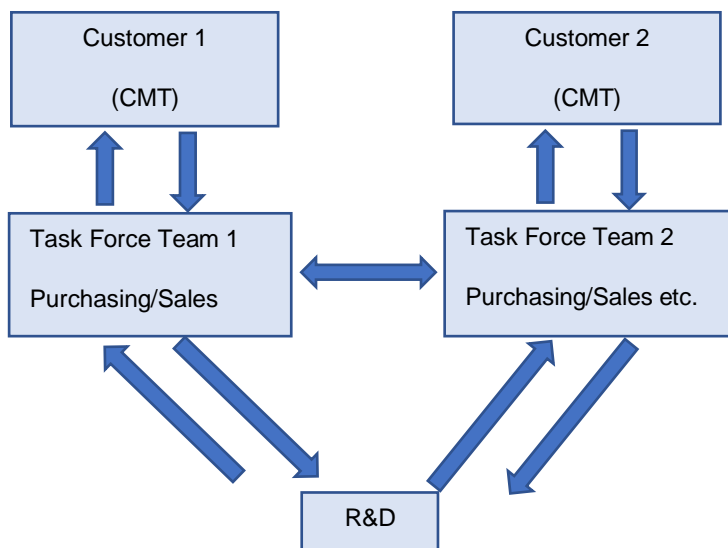 Customer 1
(CMT)
Customer 2
(CMT)
Task Force Team 1
Purchasing/Sales
Task Force Team 2
Purchasing/Sales etc.
R&D